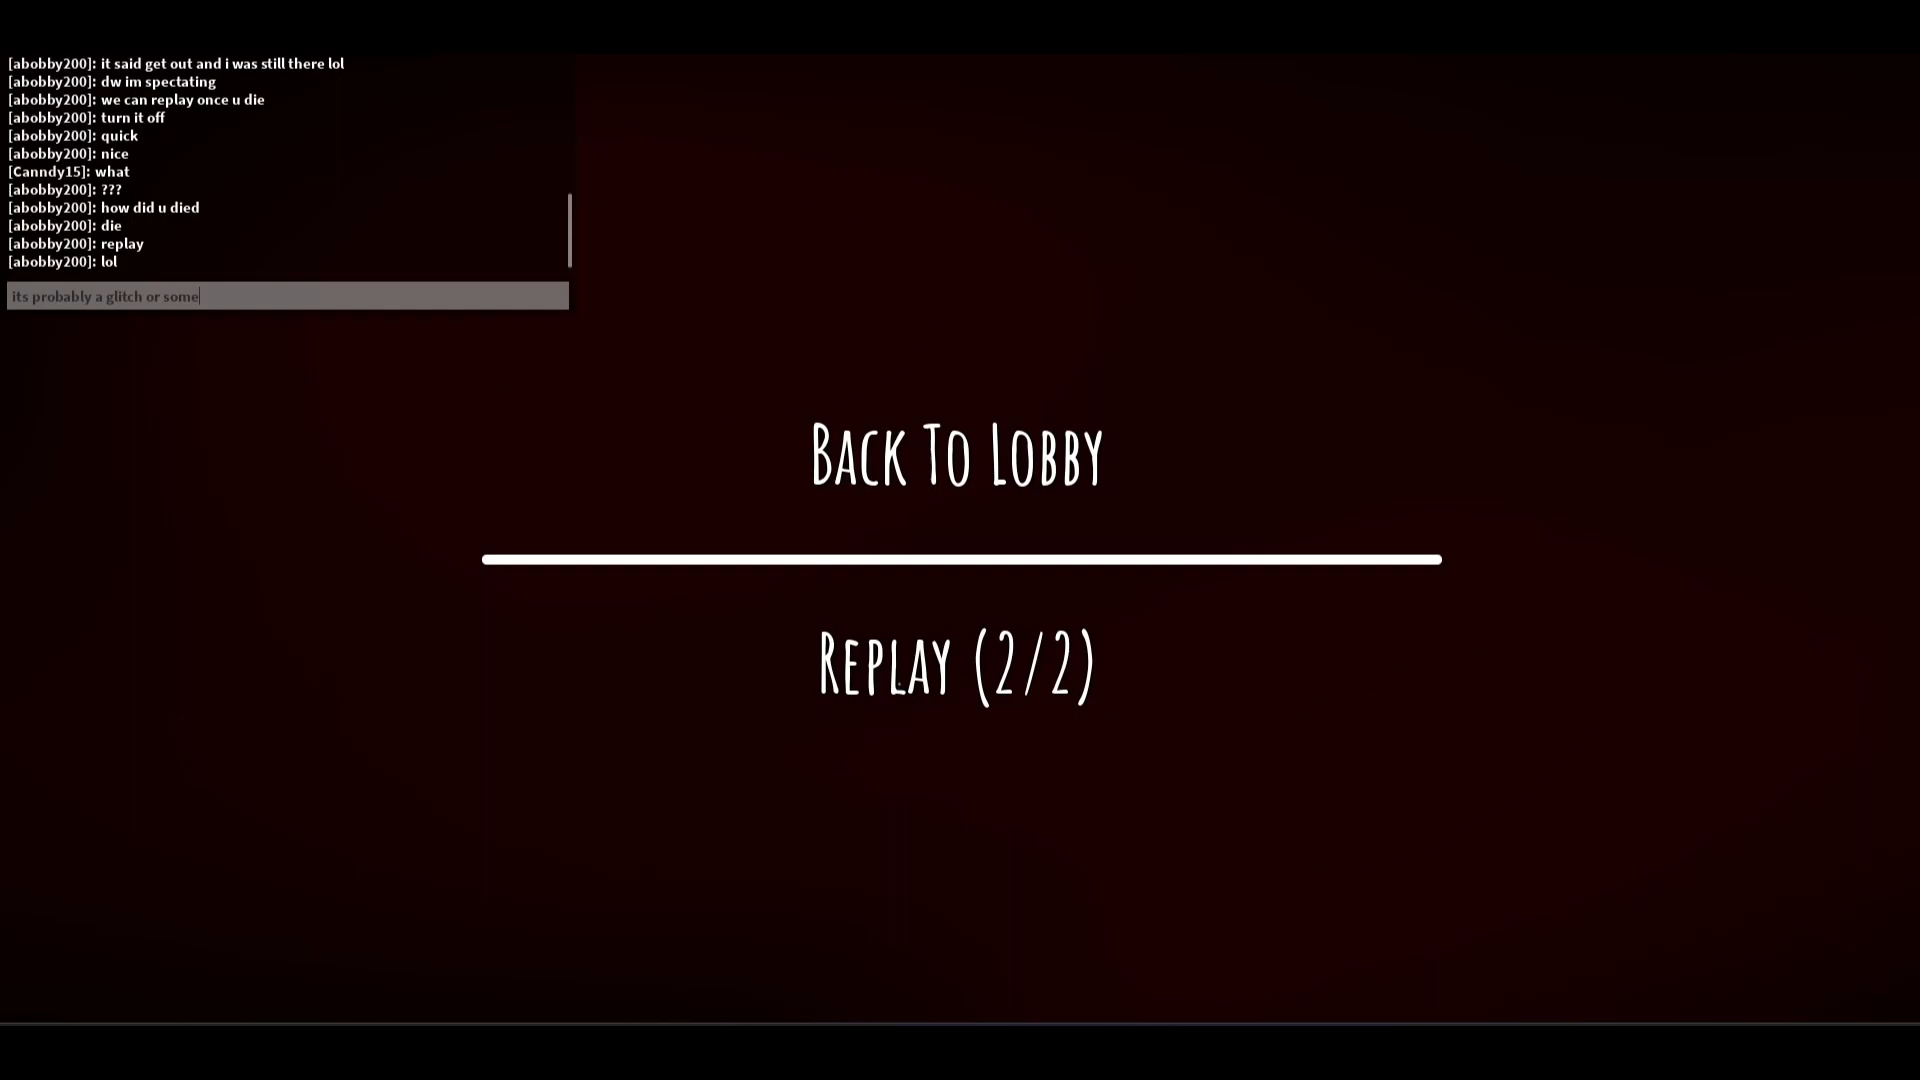 [abobby200]: it said get out and i was still there lol
[abobby200]: dw im spectating
[abobby200]: we can replay once u die
[abobby200]: turn it off
[abobby200]: quick
[abobby200]: nice
[Canndy15]: what
[abobby200]: ???
[abobby200]: how did u died
[abobby200]: die
[abobby200]: replay
[abobby200]: lol
its probably a glitch or some
Back To Lobby
Replay (2/2)